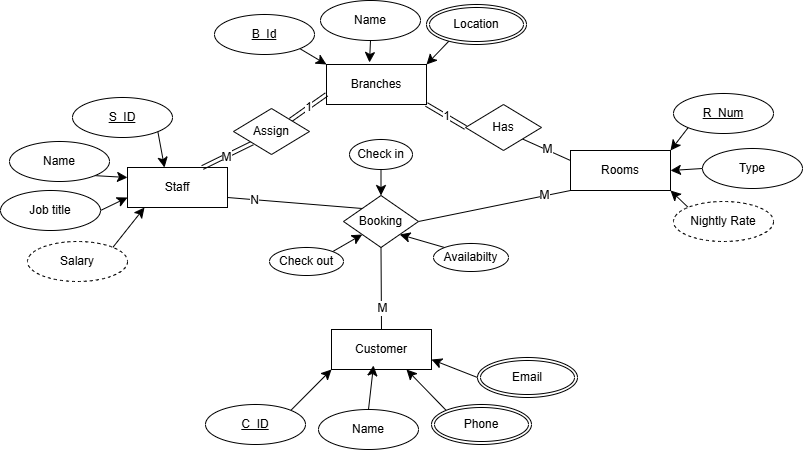 Name
Location
B_Id
Branches
1
1
S_ID
R_Num
Assign
Has
M
M
Check in
Name
Staff
Rooms
Type
N
M
Job title
Booking
Nightly Rate
Salary
Check out
Availabilty
M
Customer
Email
C_ID
Name
Phone